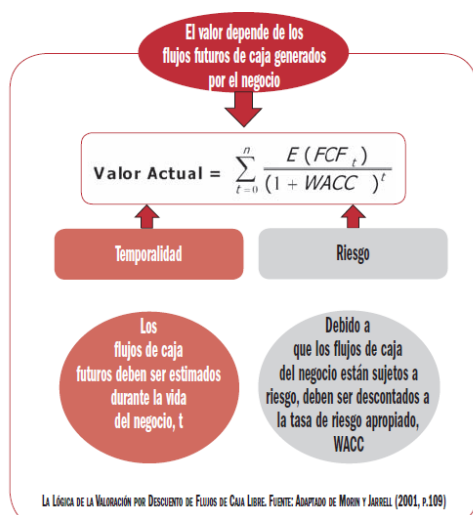 El valor depende de los
flujos futuros de caja generados
por el negocio
Valor Actual = \sum_{t=0}^{n} \frac{E (FCF_t)}{(1 + WACC)^t}
Temporalidad
Riesgo
Los
flujos de caja
futuros deben ser estimados
durante la vida
del negocio, t
Debido a
que los flujos de caja
del negocio están sujetos a
riesgo, deben ser descontados a
la tasa de riesgo apropiado,
WACC
La Lógica de la Valoración por Descuento de Flujos de Caja Libre. Fuente: Adaptado de Morin y Jarrell (2001, p.109)